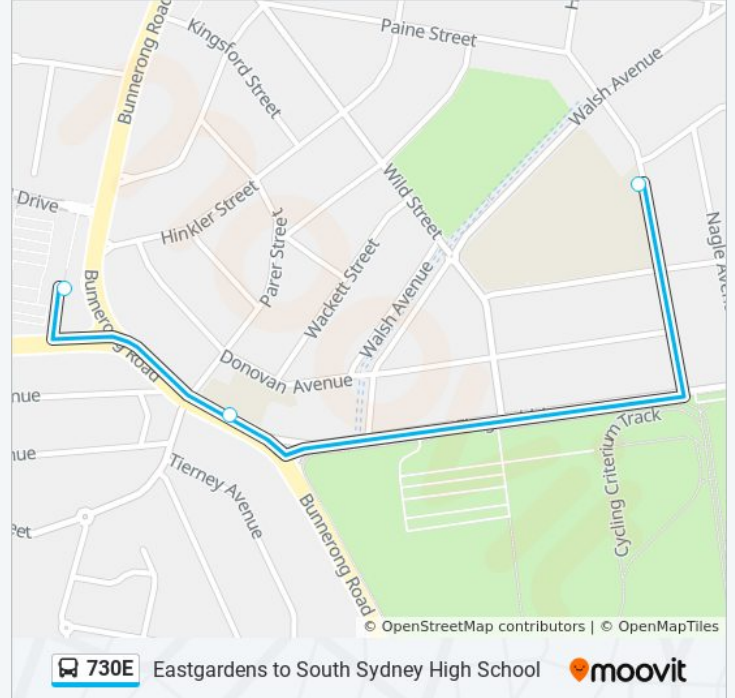 Bunnerong Road
Kingsford Street
Paine Street
H
Walsh Avenue
Drive
Hinkler Street
Wild Street
Parer Street
Wackett Street
Nagle Ave
Bunnerong Road
Walsh Avenue
Donovan Avenue
nue
Cycling Criterium Track
nue
Tierney Avenue
Bunnerong Road
eet
© OpenStreetMap contributors | © OpenMapTiles
730E Eastgardens to South Sydney High School
moovit